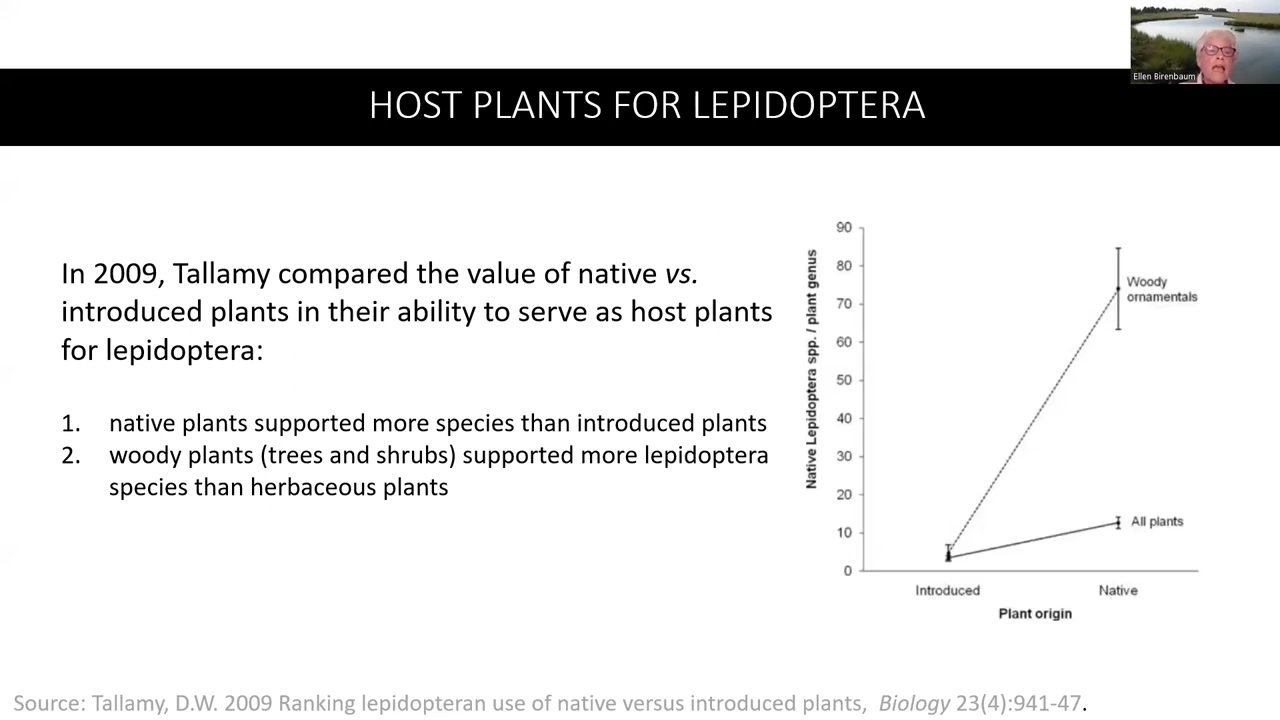 Ellen Birenbaum
HOST PLANTS FOR LEPIDOPTERA
In 2009, Tallamy compared the value of native vs.
introduced plants in their ability to serve as host plants
for lepidoptera:
1. native plants supported more species than introduced plants
2. woody plants (trees and shrubs) supported more lepidoptera
species than herbaceous plants
Native Lepidoptera spp. / plant genus
90
80
70
60
50
40
30
20
10
0
Woody
ornamentals
All plants
Introduced
Native
Plant origin
Source: Tallamy, D.W. 2009 Ranking lepidopteran use of native versus introduced plants, Biology 23(4):941-47.